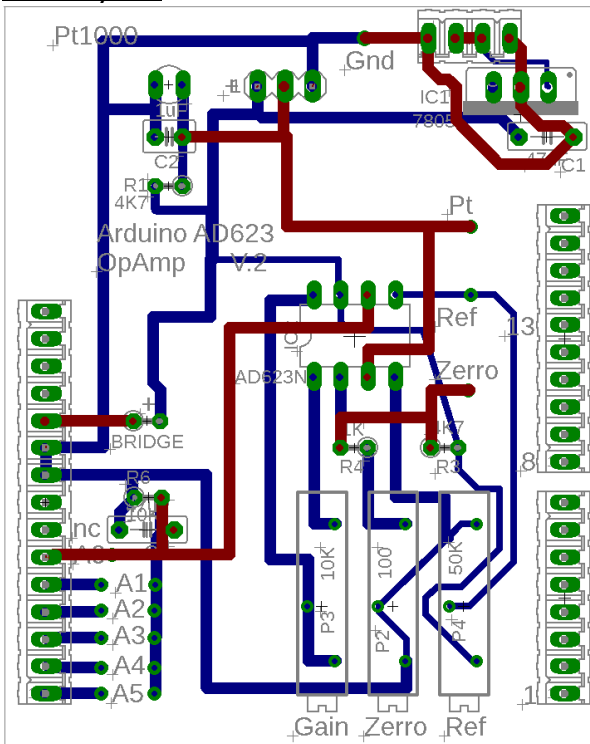 Pt1000
Gnd
IC1
7805
C1
1uF
C2
R1
4K7
Pt
Arduino AD623
OpAmp V.2
Ref
13
AD623N
Zerro
BRIDGE
R4
R3
8
R6
nc
A1
A2
A3
A4
A5
10K
100
50K
P3
P2
P4
1
Gain
Zerro
Ref